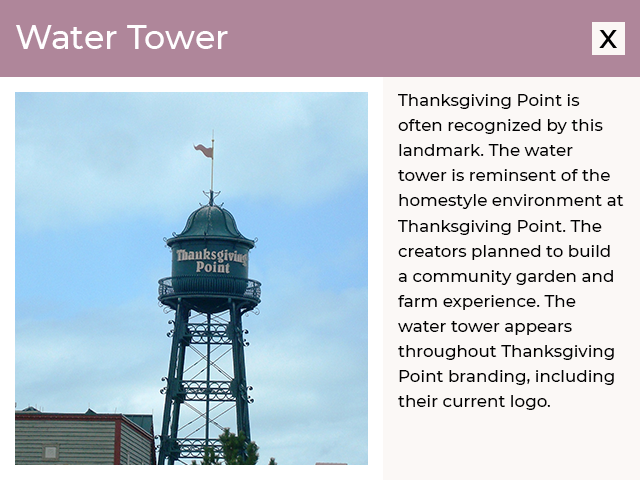 Water Tower
X
Thanksgiving
Point
Thanksgiving Point is
often recognized by this
landmark. The water
tower is reminsent of the
homestyle environment at
Thanksgiving Point. The
creators planned to build
a community garden and
farm experience. The
water tower appears
throughout Thanksgiving
Point branding, including
their current logo.